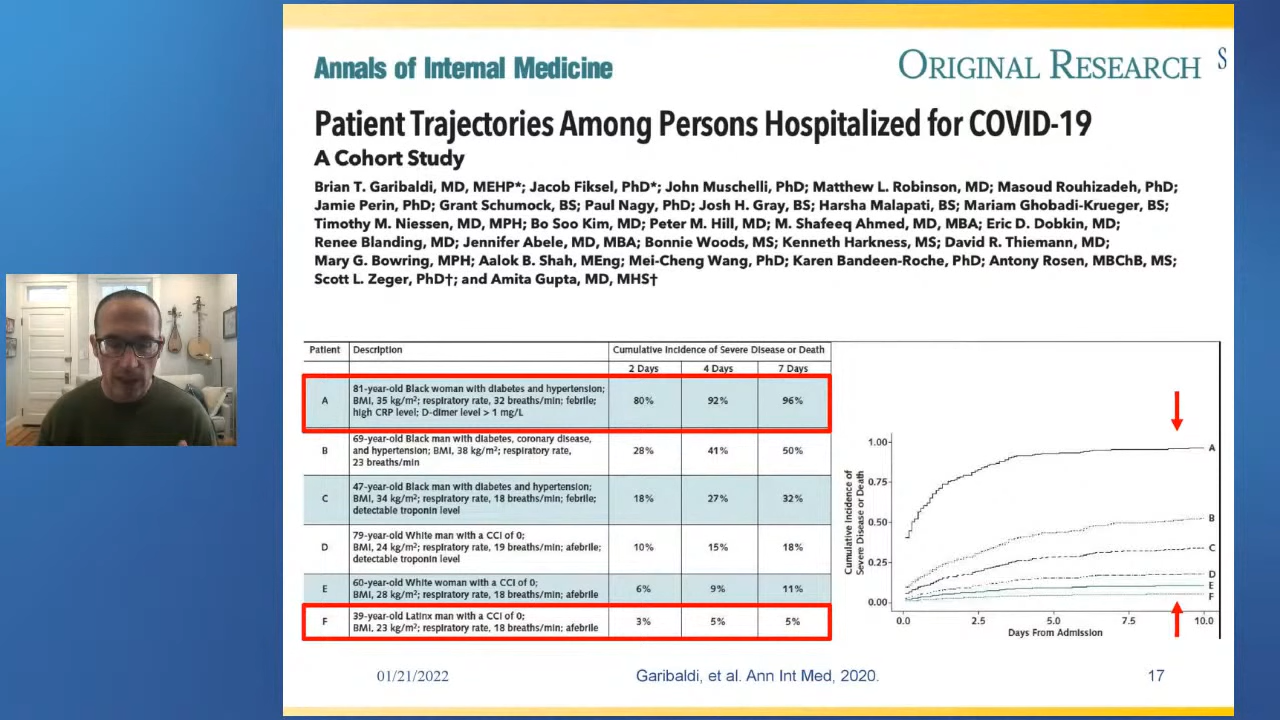 Annals of Internal Medicine
ORIGINAL RESEARCH
S
Patient Trajectories Among Persons Hospitalized for COVID-19
A Cohort Study
Brian T. Garibaldi, MD, MEHP*; Jacob Fiksel, PhD*; John Muschelli, PhD; Matthew L. Robinson, MD; Masoud Rouhizadeh, PhD;
Jamie Perin, PhD; Grant Schumock, BS; Paul Nagy, PhD; Josh H. Gray, BS; Harsha Malapati, BS; Mariam Ghobadi-Krueger, BS;
Timothy M. Niessen, MD, MPH; Bo Soo Kim, MD; Peter M. Hill, MD; M. Shafeeq Ahmed, MD, MBA; Eric D. Dobkin, MD;
Renee Blanding, MD; Jennifer Abele, MD, MBA; Bonnie Woods, MS; Kenneth Harkness, MS; David R. Thiemann, MD;
Mary G. Bowring, MPH; Aalok B. Shah, MEng; Mei-Cheng Wang, PhD; Karen Bandeen-Roche, PhD; Antony Rosen, MBChB, MS;
Scott L. Zeger, PhD†; and Amita Gupta, MD, MHS†
Patient Description Cumulative Incidence of Severe Disease or Death
2 Days 4 Days 7 Days
A
81-year-old Black woman with diabetes and hypertension;
BMI, 35 kg/m²; respiratory rate, 32 breaths/min; febrile;
high CRP level; D-dimer level > 1 mg/L
80% 92% 96%
B
69-year-old Black man with diabetes, coronary disease,
and hypertension; BMI, 38 kg/m²; respiratory rate,
23 breaths/min
28% 41% 50%
C
47-year-old Black man with diabetes and hypertension;
BMI, 34 kg/m²; respiratory rate, 18 breaths/min; febrile;
detectable troponin level
18% 27% 32%
D
79-year-old White man with a CCI of 0;
BMI, 24 kg/m²; respiratory rate, 19 breaths/min; afebrile;
detectable troponin level
10% 15% 18%
E
60-year-old White woman with a CCI of 0;
BMI, 28 kg/m²; respiratory rate, 18 breaths/min; afebrile
6% 9% 11%
F
39-year-old Latinx man with a CCI of 0;
BMI, 23 kg/m²; respiratory rate, 18 breaths/min; afebrile
3% 5% 5%
Cumulative Incidence of
Severe Disease or Death
1.00
0.75
0.50
0.25
0.00
A
B
C
D
E
F
0.0 2.5 5.0 7.5 10.0
Days From Admission
01/21/2022
Garibaldi, et al. Ann Int Med, 2020.
17